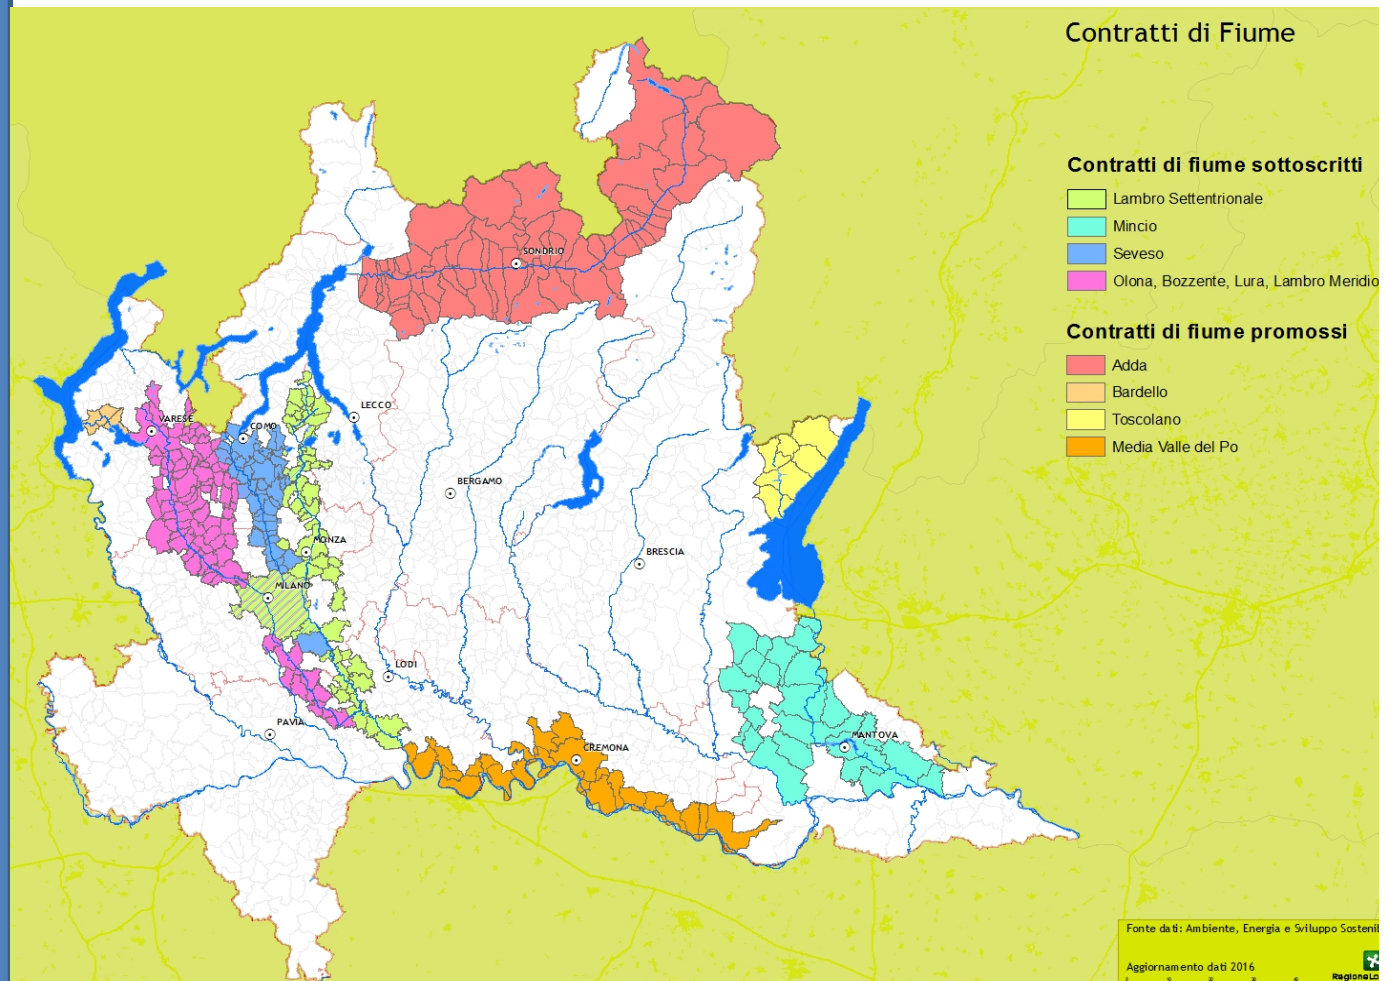 Contratti di Fiume
Contratti di fiume sottoscritti
Lambro Settentrionale
Mincio
Seveso
Olona, Bozzente, Lura, Lambro Meridio
Contratti di fiume promossi
Adda
Bardello
Toscolano
Media Valle del Po
SONDRIO
LECCO
VARESE
COMO
BERGAMO
MONZA
BRESCIA
MILANO
LODI
PAVIA
MANTOVA
CREMONA
Fonte dati: Ambiente, Energia e Sviluppo Sostenib
Aggiornamento dati 2016
RegioneLo